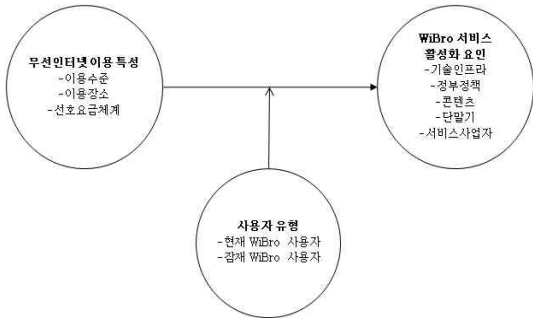 무선인터넷 이용 특성
-이용수준
-이용장소
-선호요금체계
WiBro 서비스
활성화 요인
-기술인프라
-정부정책
-콘텐츠
-단말기
-서비스사업자
사용자 유형
-현재 WiBro 사용자
-잠재 WiBro 사용자